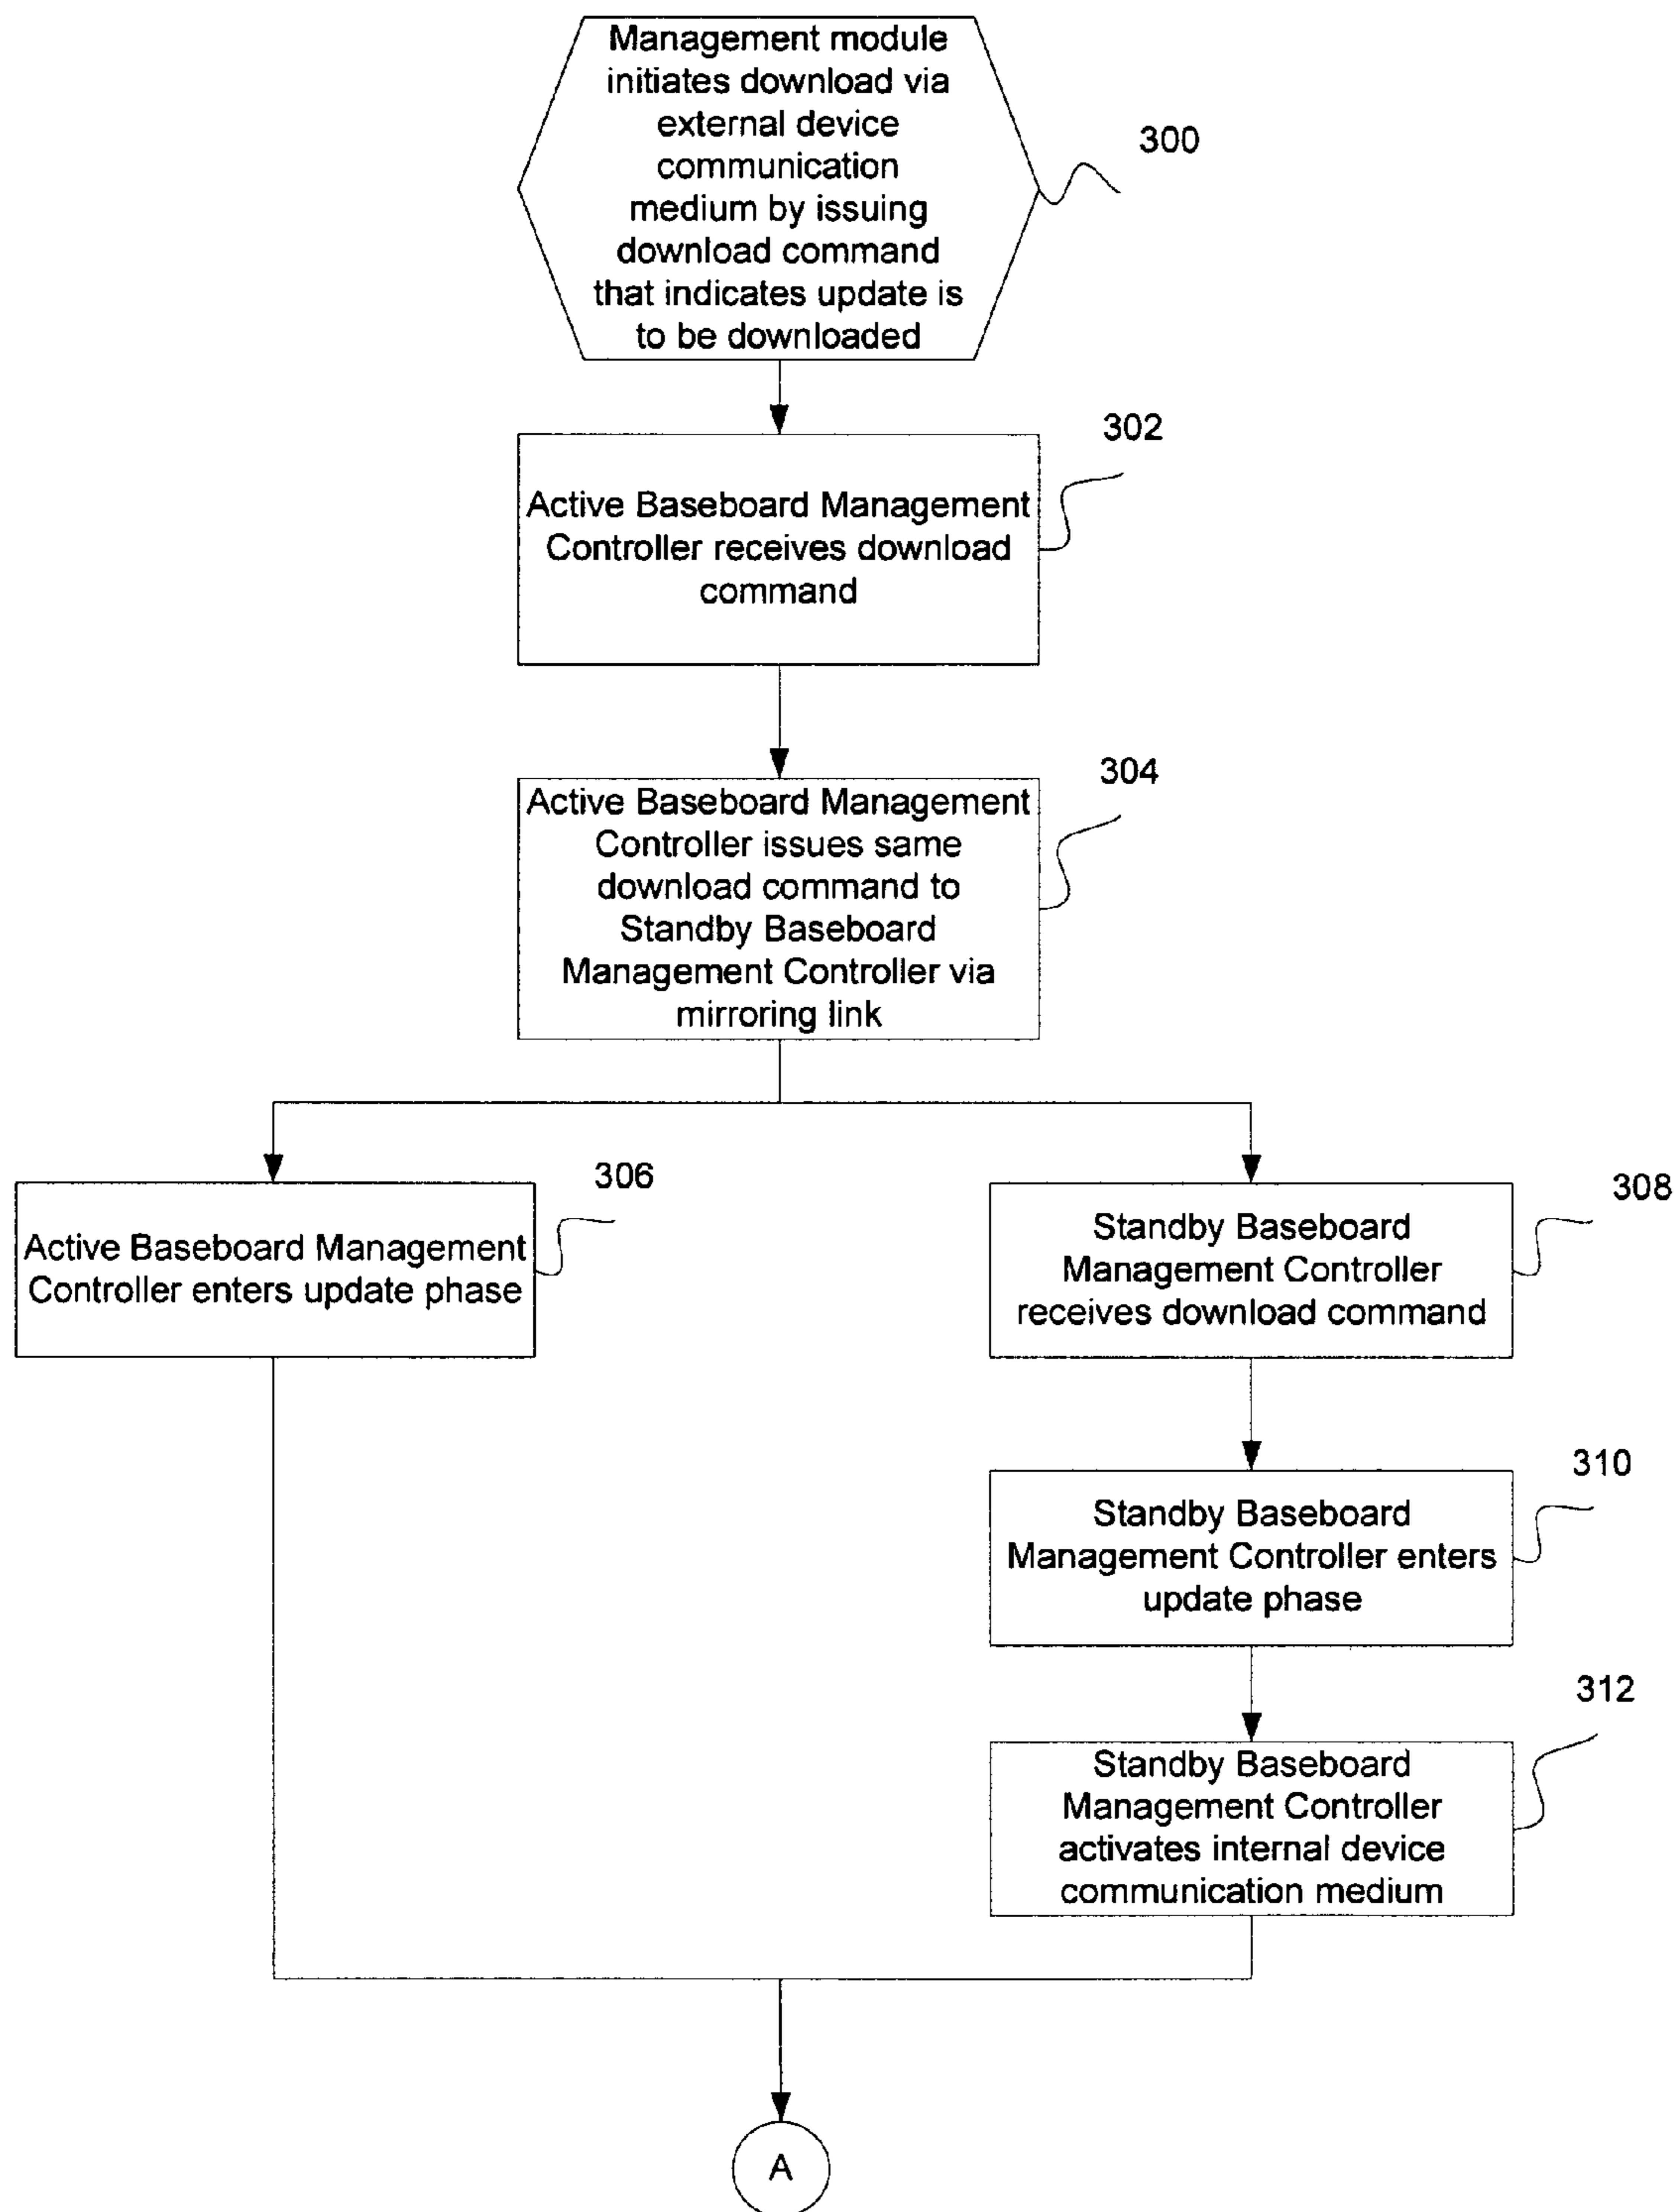 Management module
initiates download via
external device
communication
medium by issuing
download command
that indicates update is
to be downloaded
300
302
Active Baseboard Management
Controller receives download
command
304
Active Baseboard Management
Controller issues same
download command to
Standby Baseboard
Management Controller via
mirroring link
306
Active Baseboard Management
Controller enters update phase
308
Standby Baseboard
Management Controller
receives download command
310
Standby Baseboard
Management Controller enters
update phase
312
Standby Baseboard
Management Controller
activates internal device
communication medium
A